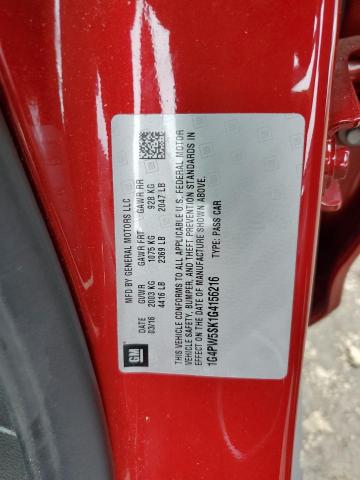 MFD BY GENERAL MOTORS LLC
DATE GVWR GAWR FRT GAWR RR
03/16 2003 KG 1075 KG 928 KG
4416 LB 2369 LB 2047 LB
THIS VEHICLE CONFORMS TO ALL APPLICABLE U.S. FEDERAL MOTOR
VEHICLE SAFETY, BUMPER, AND THEFT PREVENTION STANDARDS IN
EFFECT ON THE DATE OF MANUFACTURE SHOWN ABOVE.
1G4PW5SK1G4156216 TYPE: PASS CAR
GM